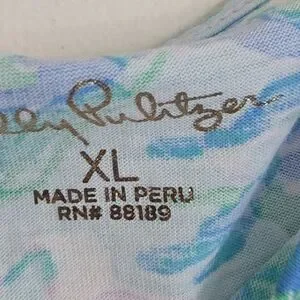 lly Pulitzer
XL
MADE IN PERU
RN# 88189